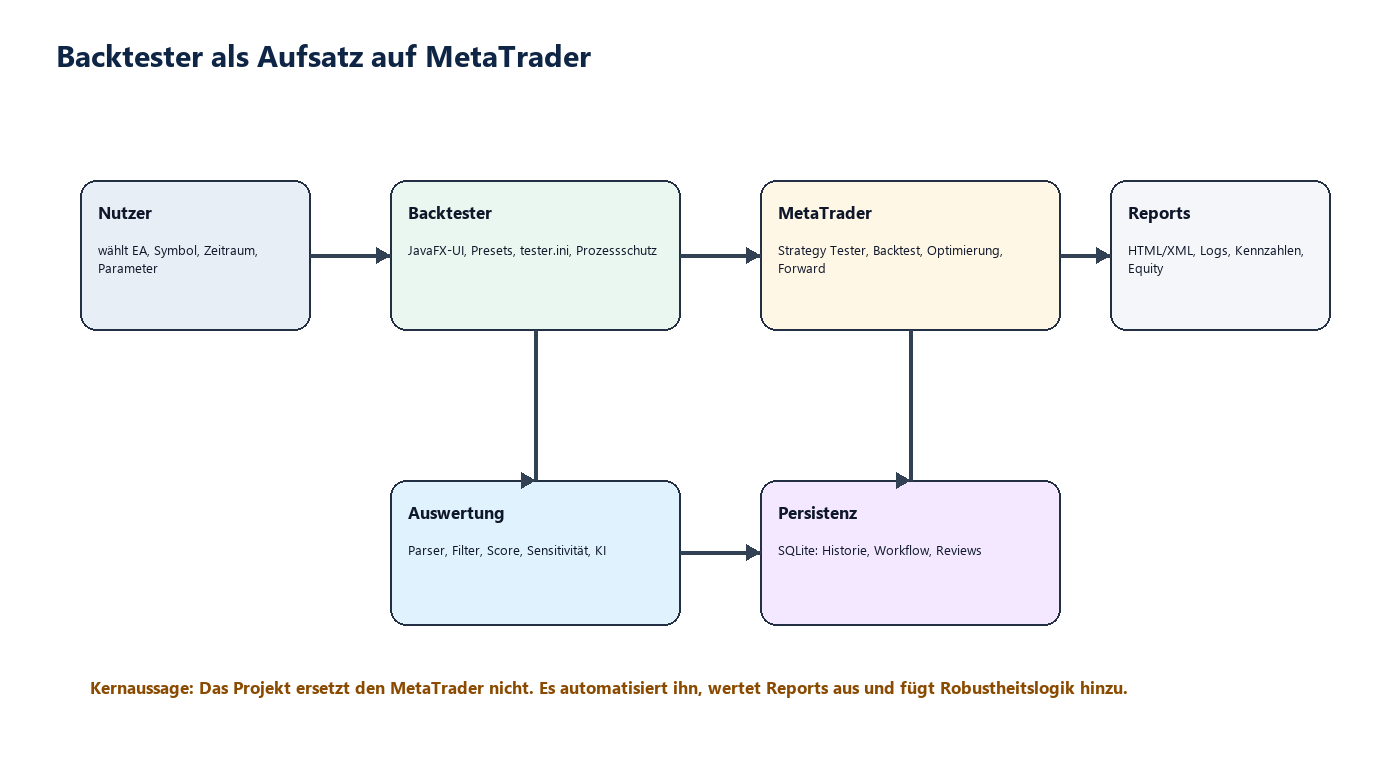 Backtester als Aufsatz auf MetaTrader
Nutzer
wählt EA, Symbol, Zeitraum,
Parameter
Backtester
JavaFX-UI, Presets, tester.ini, Prozessschutz
MetaTrader
Strategy Tester, Backtest, Optimierung,
Forward
Reports
HTML/XML, Logs, Kennzahlen,
Equity
Auswertung
Parser, Filter, Score, Sensitivität, KI
Persistenz
SQLite: Historie, Workflow, Reviews
Kernaussage: Das Projekt ersetzt den MetaTrader nicht. Es automatisiert ihn, wertet Reports aus und fügt Robustheitslogik hinzu.